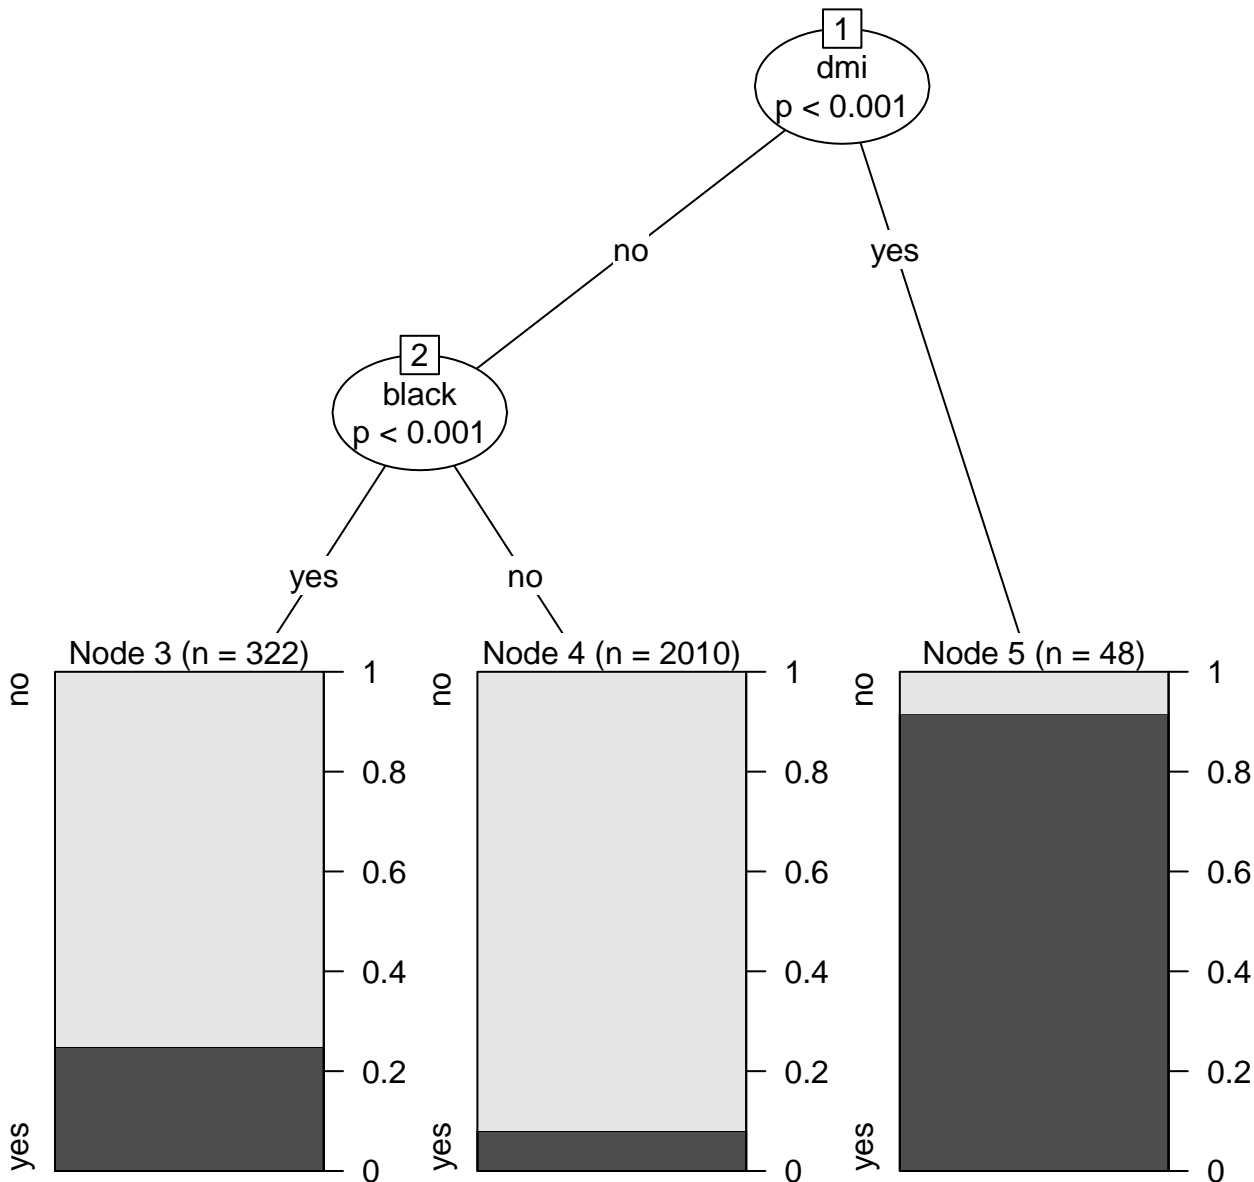 1
dmi
p < 0.001
no
yes
2
black
p < 0.001
yes
no
Node 3 (n = 322)
no
yes
1
0.8
0.6
0.4
0.2
0
Node 4 (n = 2010)
no
yes
1
0.8
0.6
0.4
0.2
0
Node 5 (n = 48)
no
yes
1
0.8
0.6
0.4
0.2
0